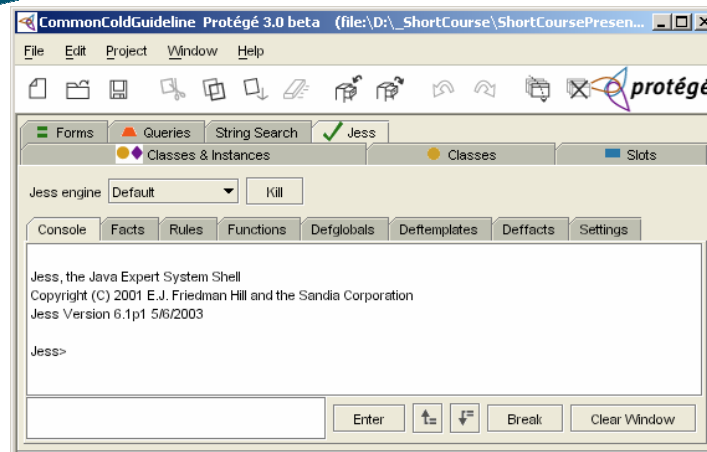 CommonColdGuideline Protégé 3.0 beta (file:\D:\_ShortCourse\ShortCoursePresen...
File Edit Project Window Help
protégé
Forms Queries String Search Jess
Classes & Instances Classes Slots
Jess engine Default Kill
Console Facts Rules Functions Defglobals Deftemplates Deffacts Settings
Jess, the Java Expert System Shell
Copyright (C) 2001 E.J. Friedman Hill and the Sandia Corporation
Jess Version 6.1p1 5/6/2003
Jess>
Enter Break Clear Window